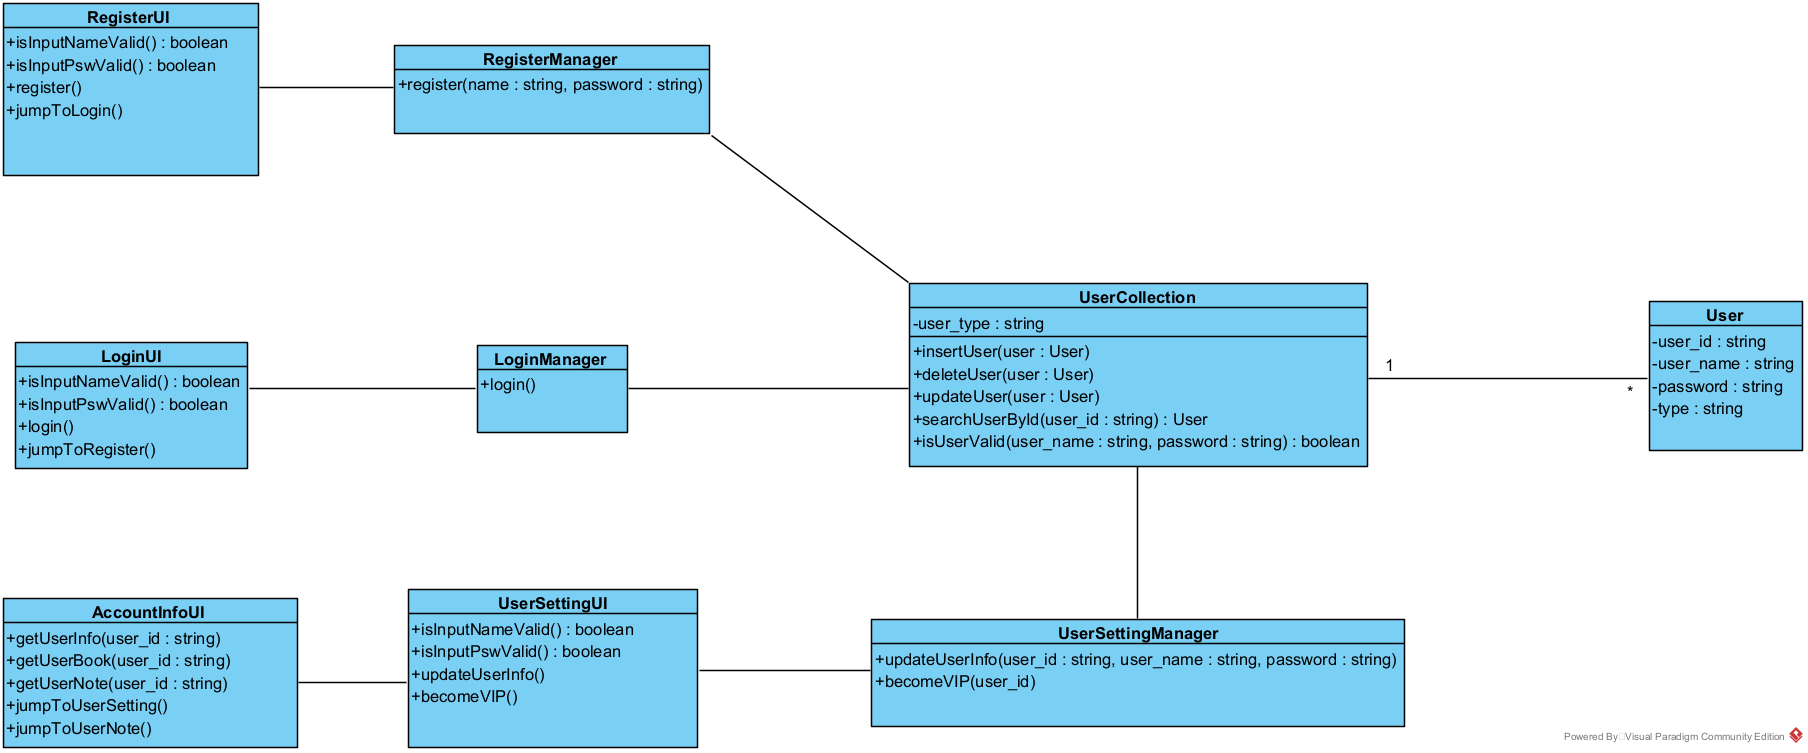 RegisterUI
+isInputNameValid() : boolean
+isInputPswValid() : boolean
+register()
+jumpToLogin()
RegisterManager
+register(name : string, password : string)
UserCollection
-user_type : string
+insertUser(user : User)
+deleteUser(user : User)
+updateUser(user : User)
+searchUserById(user_id : string) : User
+isUserValid(user_name : string, password : string) : boolean
1
*
User
-user_id : string
-user_name : string
-password : string
-type : string
LoginUI
+isInputNameValid() : boolean
+isInputPswValid() : boolean
+login()
+jumpToRegister()
LoginManager
+login()
AccountInfoUI
+getUserInfo(user_id : string)
+getUserBook(user_id : string)
+getUserNote(user_id : string)
+jumpToUserSetting()
+jumpToUserNote()
UserSettingUI
+isInputNameValid() : boolean
+isInputPswValid() : boolean
+updateUserInfo()
+becomeVIP()
UserSettingManager
+updateUserInfo(user_id : string, user_name : string, password : string)
+becomeVIP(user_id)
Powered By Visual Paradigm Community Edition